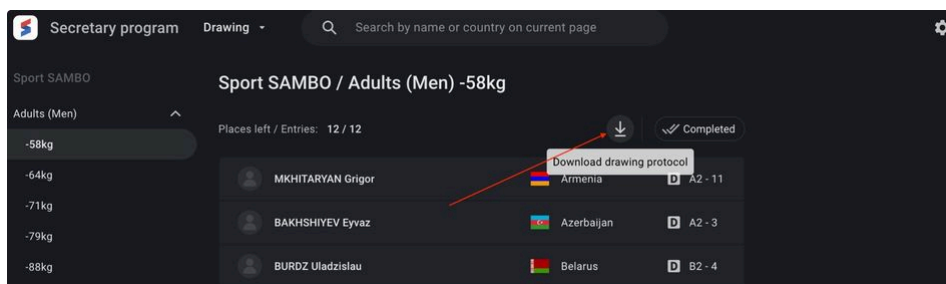 Secretary program
Drawing
Search by name or country on current page
Sport SAMBO
Adults (Men)
-58kg
-64kg
-71kg
-79kg
-88kg
Sport SAMBO / Adults (Men) -58kg
Places left / Entries: 12 / 12
Completed
Download drawing protocol
MKHITARYAN Grigor Armenia D A2 - 11
BAKHSHIYEV Eyvaz Azerbaijan D A2 - 3
BURDZ Uladzislau Belarus D B2 - 4